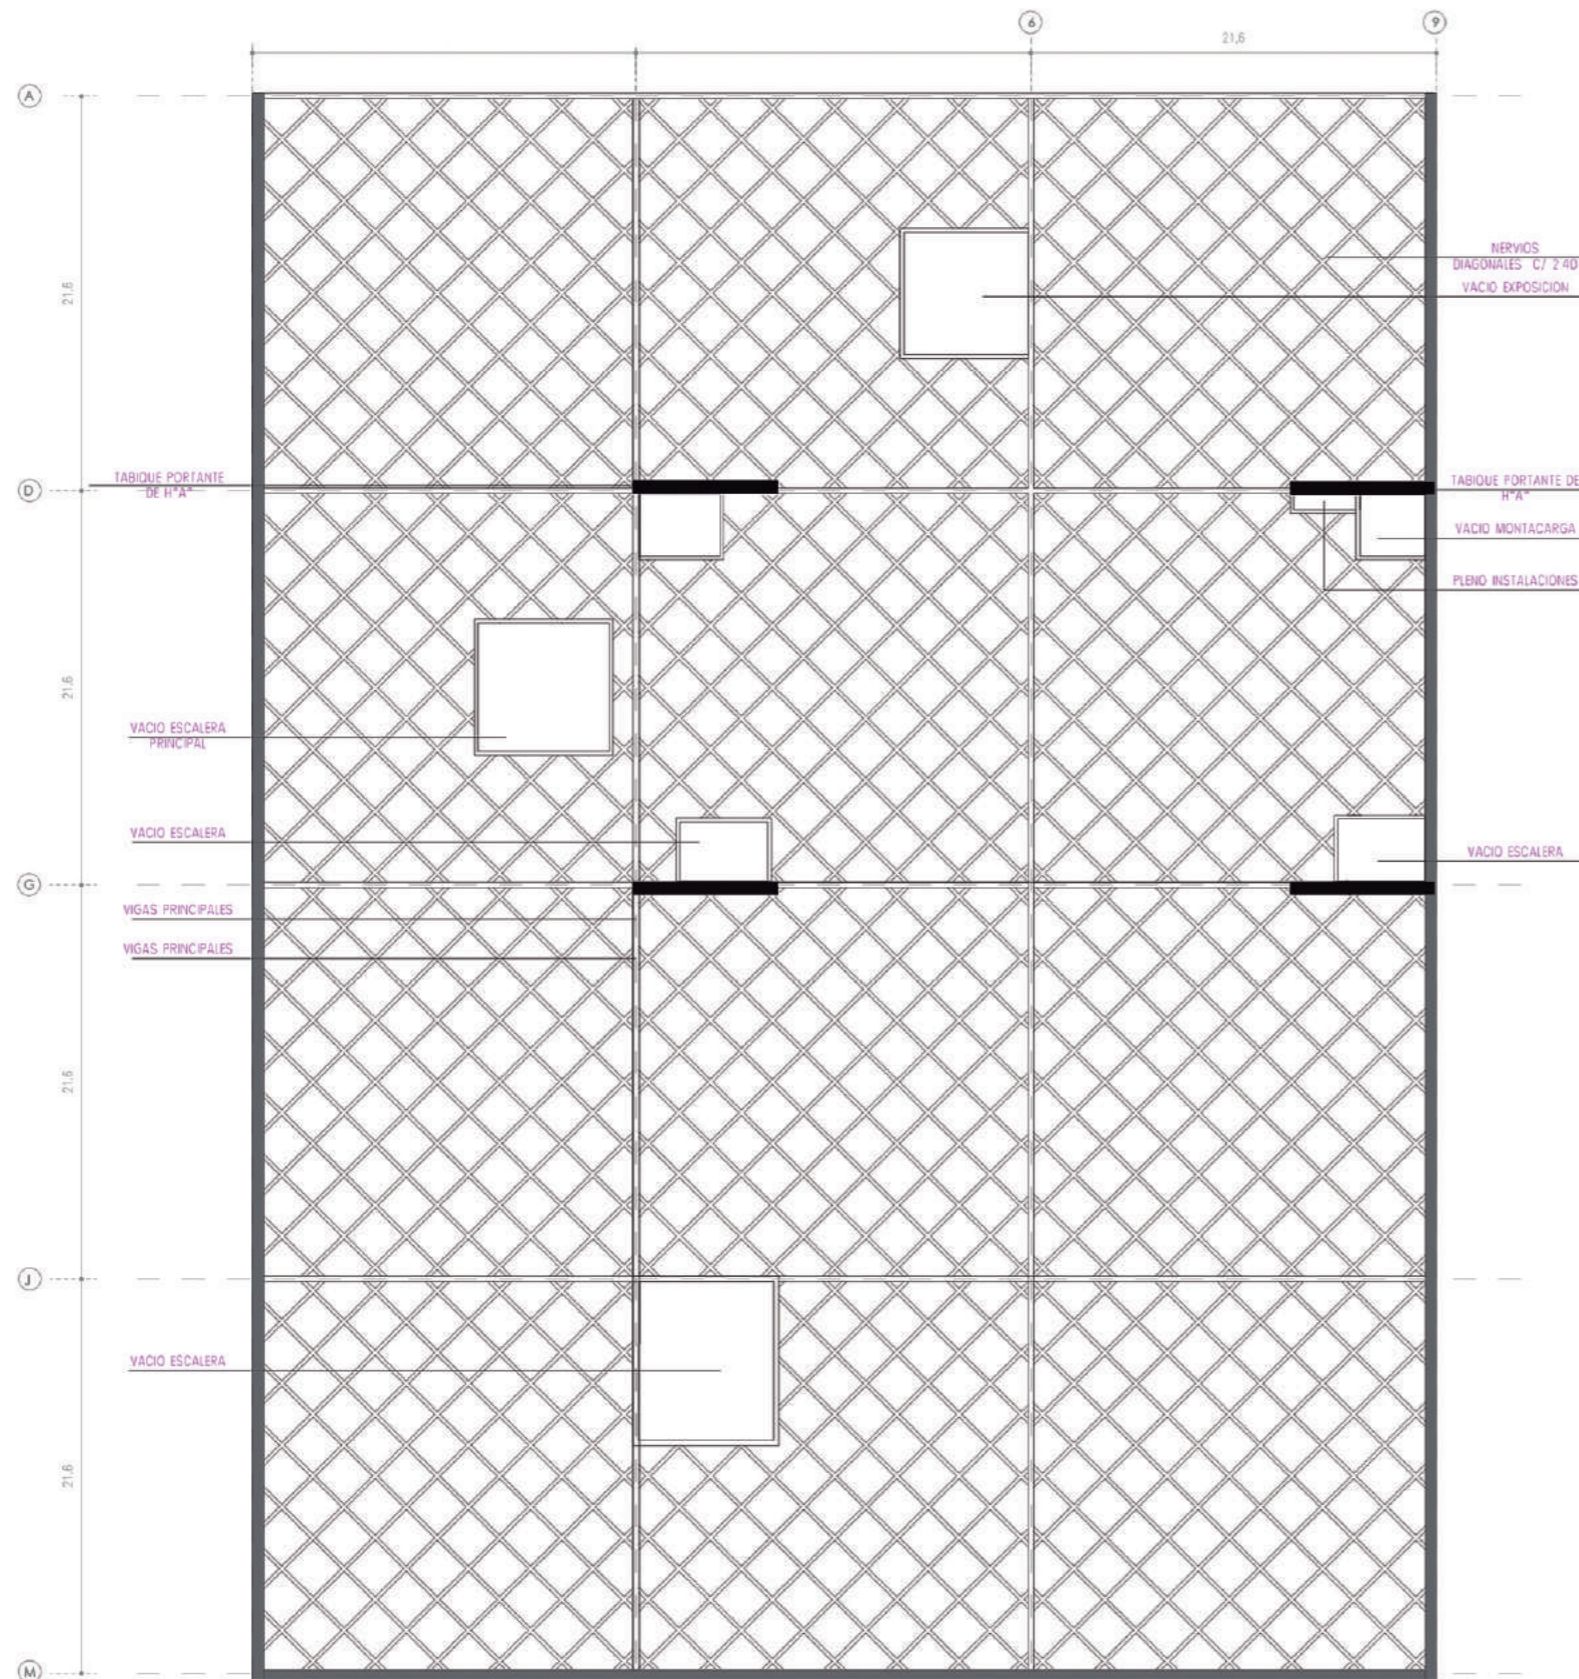 6
9
21,6
A
NERVIOS
DIAGONALES C/ 2.40
VACIO EXPOSICION
21,6
TABIQUE PORTANTE
DE H°A°
D
TABIQUE PORTANTE DE
H°A°
VACIO MONTACARGA
PLENO INSTALACIONES
21,6
VACIO ESCALERA
PRINCIPAL
VACIO ESCALERA
VACIO ESCALERA
G
VIGAS PRINCIPALES
VIGAS PRINCIPALES
21,6
J
VACIO ESCALERA
21,6
M